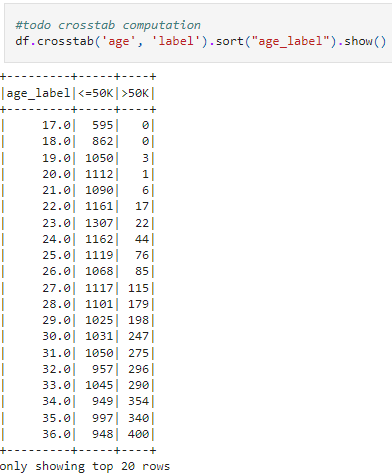 #todo crosstab computation
df.crosstab('age', 'label').sort("age_label").show()
+---------+-----+----+
|age_label|<=50K|>50K|
+---------+-----+----+
|     17.0|  595|   0|
|     18.0|  862|   0|
|     19.0| 1050|   3|
|     20.0| 1112|   1|
|     21.0| 1090|   6|
|     22.0| 1161|  17|
|     23.0| 1307|  22|
|     24.0| 1162|  44|
|     25.0| 1119|  76|
|     26.0| 1068|  85|
|     27.0| 1117| 115|
|     28.0| 1101| 179|
|     29.0| 1025| 198|
|     30.0| 1031| 247|
|     31.0| 1050| 275|
|     32.0|  957| 296|
|     33.0| 1045| 290|
|     34.0|  949| 354|
|     35.0|  997| 340|
|     36.0|  948| 400|
+---------+-----+----+
only showing top 20 rows